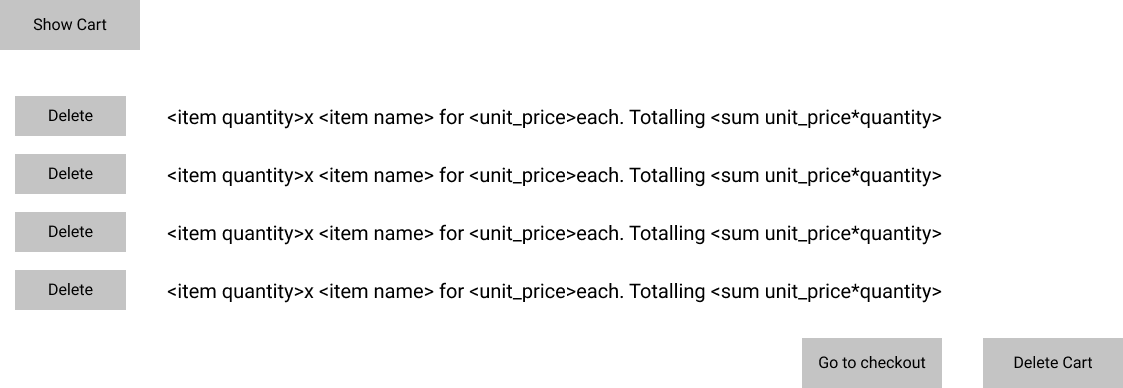 Show Cart
Delete <item quantity>x <item name> for <unit_price>each. Totalling <sum unit_price*quantity>
Delete <item quantity>x <item name> for <unit_price>each. Totalling <sum unit_price*quantity>
Delete <item quantity>x <item name> for <unit_price>each. Totalling <sum unit_price*quantity>
Delete <item quantity>x <item name> for <unit_price>each. Totalling <sum unit_price*quantity>
Go to checkout Delete Cart